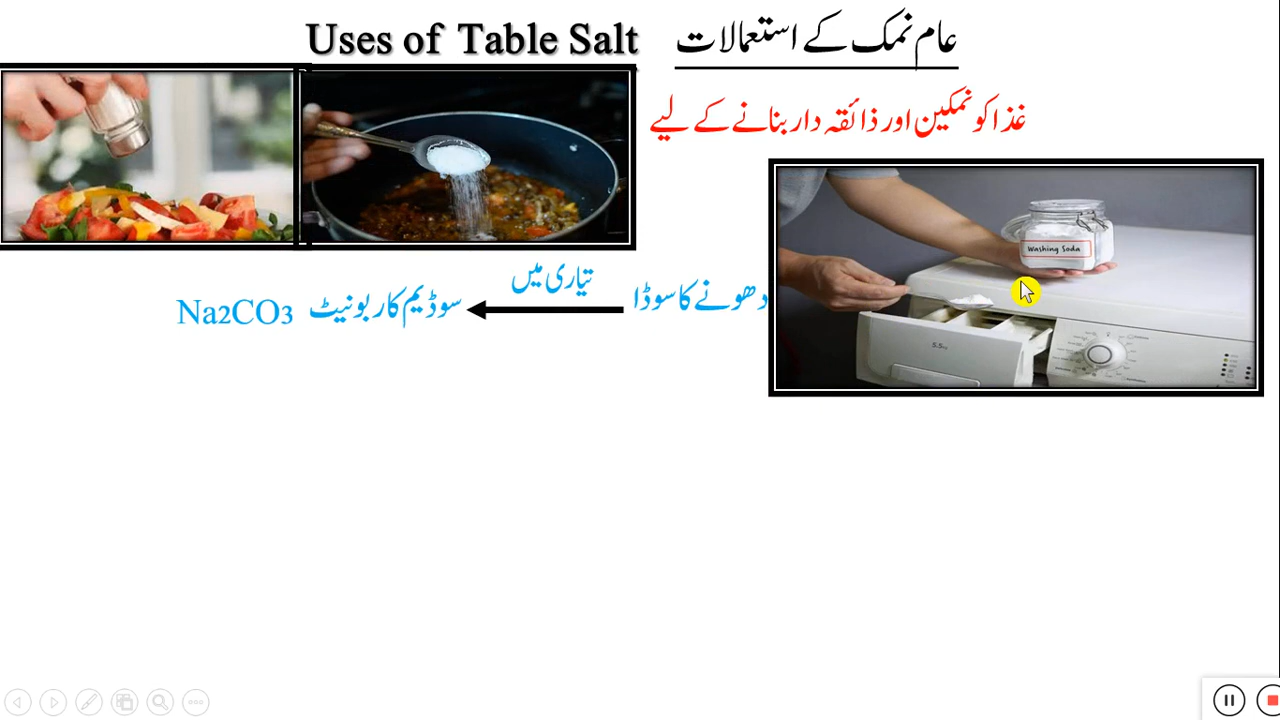 Uses of Table Salt عام نمک کے استعمالات
غذا کو نمکین اور ذائقہ دار بنانے کے لیے
Washing Soda
تیاری میں
دھونے کا سوڈا سوڈیم کاربونیٹ Na2CO3